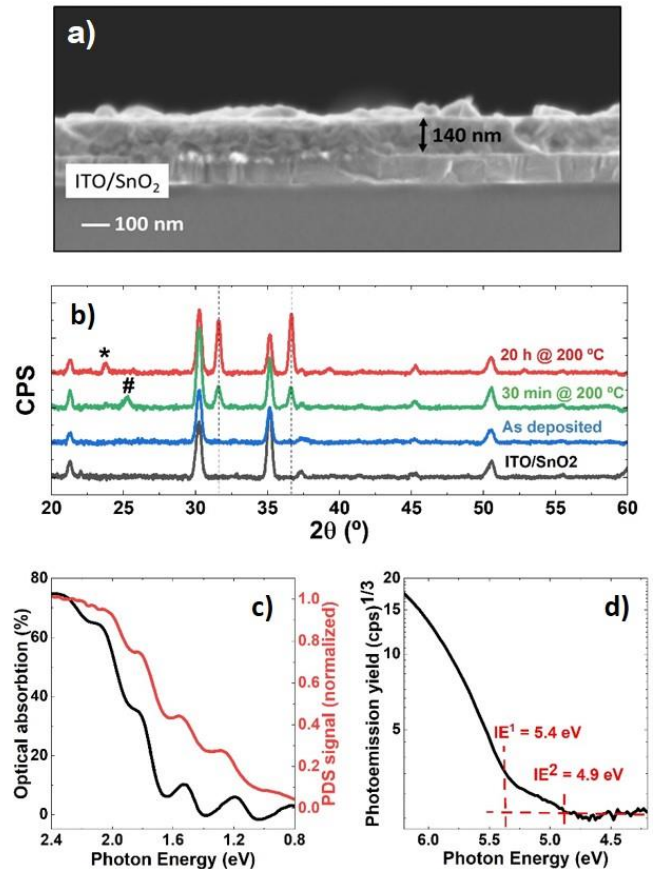 a)
140 nm
ITO/SnO₂
100 nm
b)
*
#
20 h @ 200 ºC
30 min @ 200 ºC
As deposited
ITO/SnO2
CPS
20 25 30 35 40 45 50 55 60
2θ (º)
c)
80
60
40
20
0
Optical absorbtion (%)
1.0
0.8
0.6
0.4
0.2
0.0
PDS signal (normalized)
2.4 2.0 1.6 1.2 0.8
Photon Energy (eV)
d)
20
15
10
5
Photoemission yield (cps)^1/3
IE¹ = 5.4 eV
IE² = 4.9 eV
6.0 5.5 5.0 4.5
Photon Energy (eV)